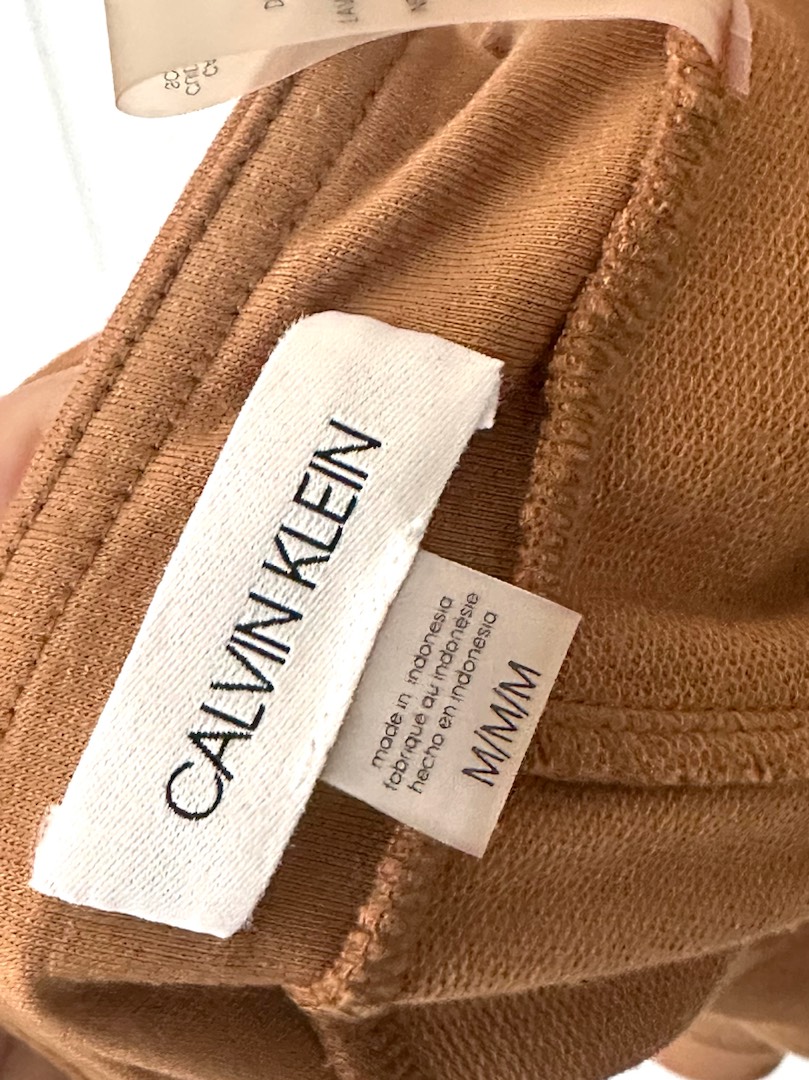 CALVIN KLEIN
made in indonesia
fabriqué au indonésie
hecho en indonesia
M/M/M